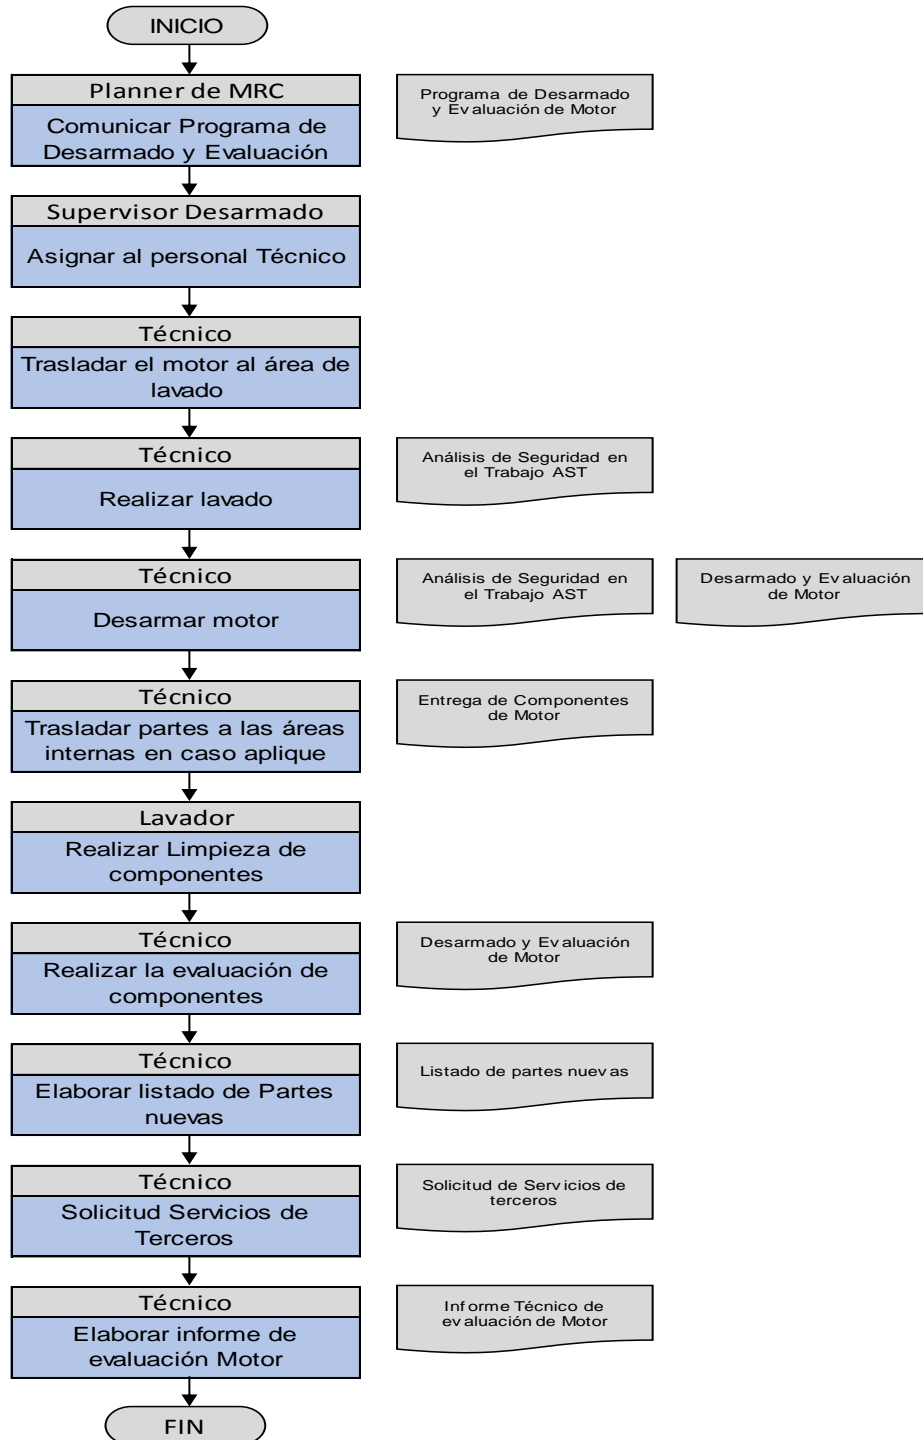 INICIO
Planner de MRC
Comunicar Programa de
Desarmado y Evaluación
Programa de Desarmado
y Evaluación de Motor
Supervisor Desarmado
Asignar al personal Técnico
Técnico
Trasladar el motor al área de
lavado
Técnico
Realizar lavado
Análisis de Seguridad en
el Trabajo AST
Técnico
Desarmar motor
Análisis de Seguridad en
el Trabajo AST
Desarmado y Evaluación
de Motor
Técnico
Trasladar partes a las áreas
internas en caso aplique
Entrega de Componentes
de Motor
Lavador
Realizar Limpieza de
componentes
Técnico
Realizar la evaluación de
componentes
Desarmado y Evaluación
de Motor
Técnico
Elaborar listado de Partes
nuevas
Listado de partes nuevas
Técnico
Solicitud Servicios de
Terceros
Solicitud de Servicios de
terceros
Técnico
Elaborar informe de
evaluación Motor
Informe Técnico de
evaluación de Motor
FIN